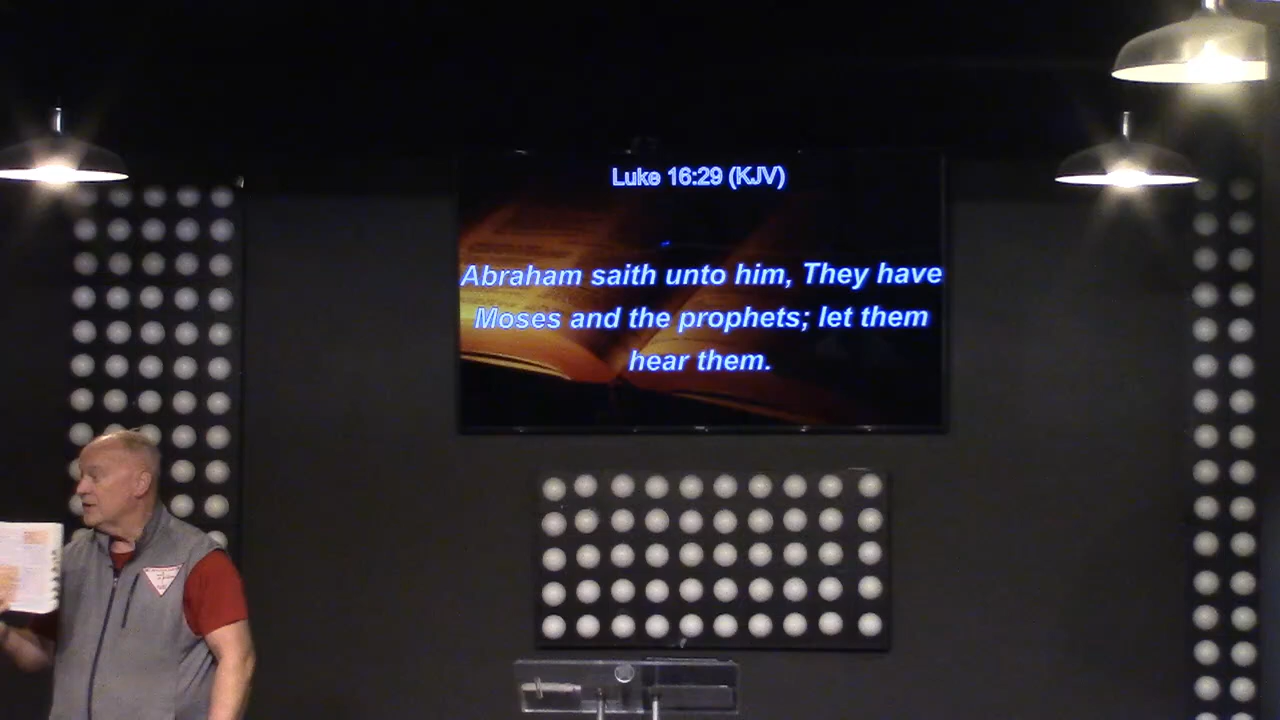 Luke 16:29 (KJV)
Abraham saith unto him, They have
Moses and the prophets; let them
hear them.